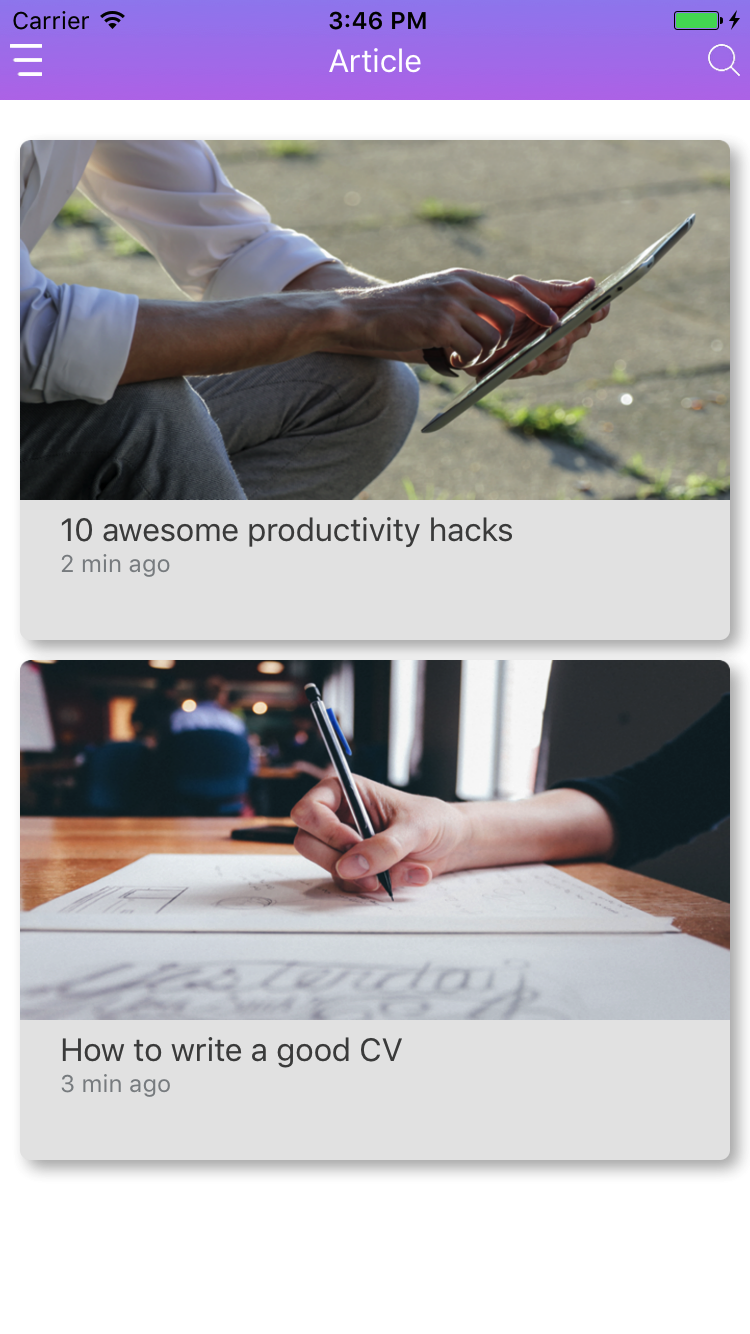 Carrier
3:46 PM
Article
10 awesome productivity hacks
2 min ago
Yesterday
How to write a good CV
3 min ago